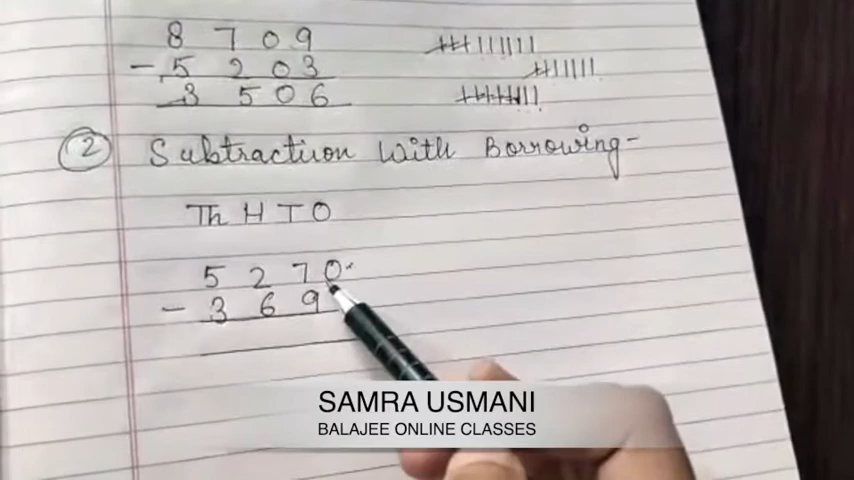 8 7 0 9
- 5 2 0 3
3 5 0 6
2 Subtraction With Borrowing-
Th H T O
5 2 7 0
- 3 6 9
SAMRA USMANI
BALAJEE ONLINE CLASSES